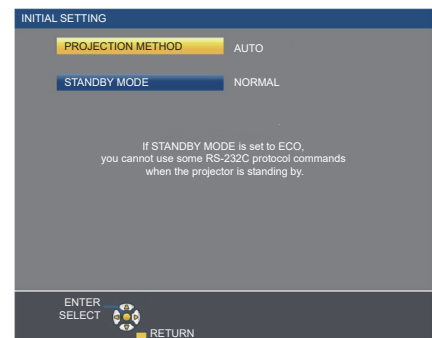 INITIAL SETTING
PROJECTION METHOD AUTO
STANDBY MODE NORMAL
If STANDBY MODE is set to ECO,
you cannot use some RS-232C protocol commands
when the projector is standing by.
ENTER
SELECT
RETURN